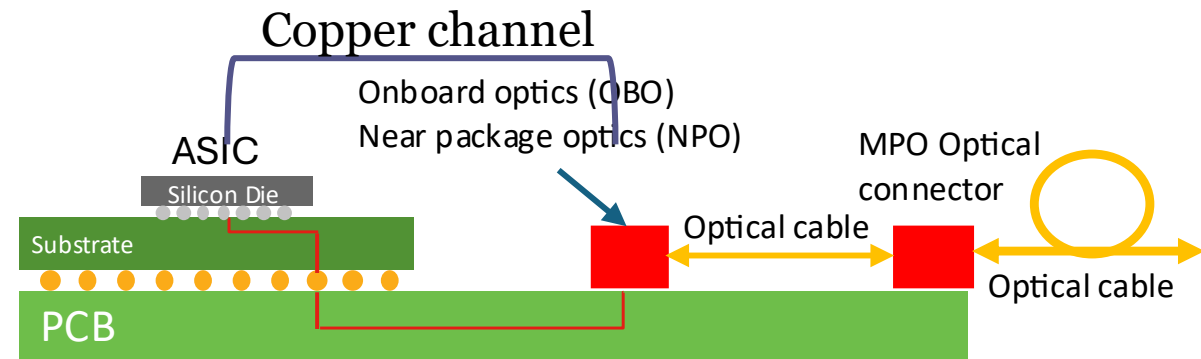 Copper channel
Onboard optics (OBO)
Near package optics (NPO)
ASIC
MPO Optical
connector
Silicon Die
Substrate
Optical cable
Optical cable
PCB